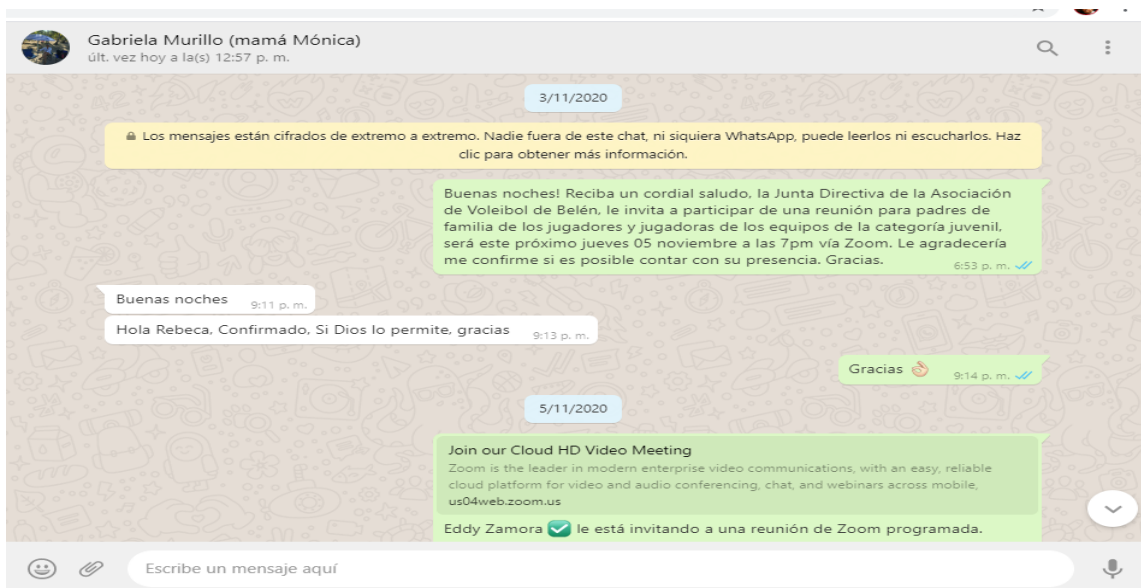 Gabriela Murillo (mamá Mónica)
últ. vez hoy a la(s) 12:57 p. m.
3/11/2020
Los mensajes están cifrados de extremo a extremo. Nadie fuera de este chat, ni siquiera WhatsApp, puede leerlos ni escucharlos. Haz
clic para obtener más información.
Buenas noches! Reciba un cordial saludo, la Junta Directiva de la Asociación
de Voleibol de Belén, le invita a participar de una reunión para padres de
familia de los jugadores y jugadoras de los equipos de la categoría juvenil,
será este próximo jueves 05 noviembre a las 7pm vía Zoom. Le agradecería
me confirme si es posible contar con su presencia. Gracias.
6:53 p. m.
Buenas noches 9:11 p. m.
Hola Rebeca, Confirmado, Si Dios lo permite, gracias 9:13 p. m.
Gracias 👌🏻 9:14 p. m.
5/11/2020
Join our Cloud HD Video Meeting
Zoom is the leader in modern enterprise video communications, with an easy, reliable
cloud platform for video and audio conferencing, chat, and webinars across mobile,
us04web.zoom.us
Eddy Zamora ✅ le está invitando a una reunión de Zoom programada.
Escribe un mensaje aquí